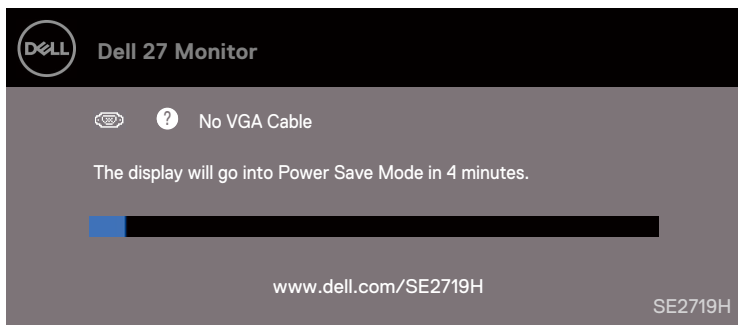 DELL
Dell 27 Monitor
? No VGA Cable
The display will go into Power Save Mode in 4 minutes.
www.dell.com/SE2719H
SE2719H